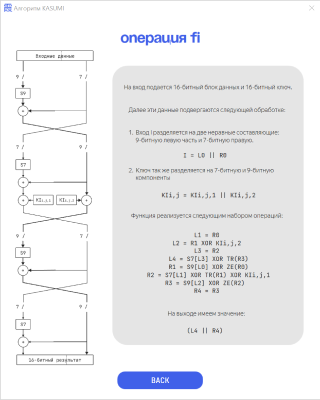 Алгоритм KASUMI
операция fi
Входные данные
9 / 7 /
S9
9 / 7 /
S7
KIi,j,1 KIi,j,2
9 / 7 /
S9
7 / 9 /
S7
16-битный результат
На вход подается 16-битный блок данных и 16-битный ключ.
Далее эти данные подвергаются следующей обработке:
1. Вход I разделяется на две неравные составляющие:
9-битную левую часть и 7-битную правую.
I = L0 || R0
2. Ключ так же разделяется на 7-битную и 9-битную
компоненты
KIi,j = KIi,j,1 || KIi,j,2
Функция реализуется следующим набором операций:
L1 = R0
L2 = R1 XOR KIi,j,2
L3 = R2
L4 = S7[L3] XOR TR(R3)
R1 = S9[L0] XOR ZE(R0)
R2 = S7[L1] XOR TR(R1) XOR KIi,j,1
R3 = S9[L2] XOR ZE(R2)
R4 = R3
На выходе имеем значение:
(L4 || R4)
BACK